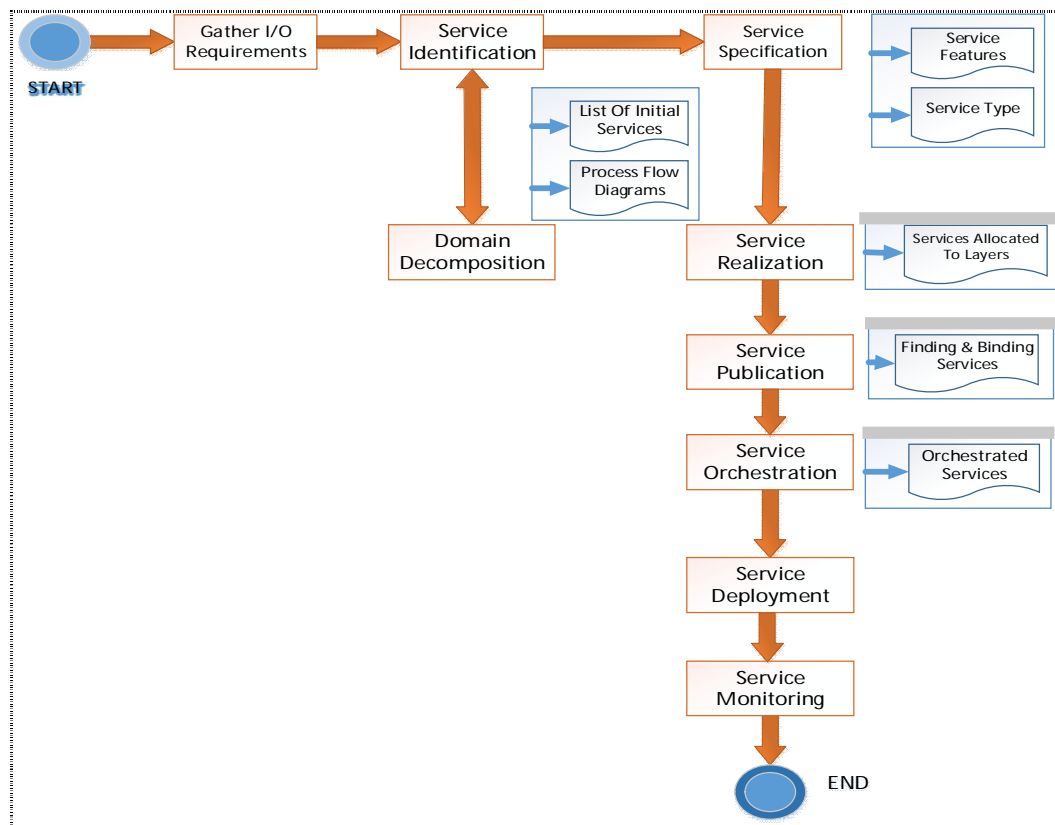 Gather I/O
Requirements
Service
Identification
Service
Specification
Service
Features
Service Type
START
List Of Initial
Services
Process Flow
Diagrams
Domain
Decomposition
Service
Realization
Services Allocated
To Layers
Service
Publication
Finding & Binding
Services
Service
Orchestration
Orchestrated
Services
Service
Deployment
Service
Monitoring
END